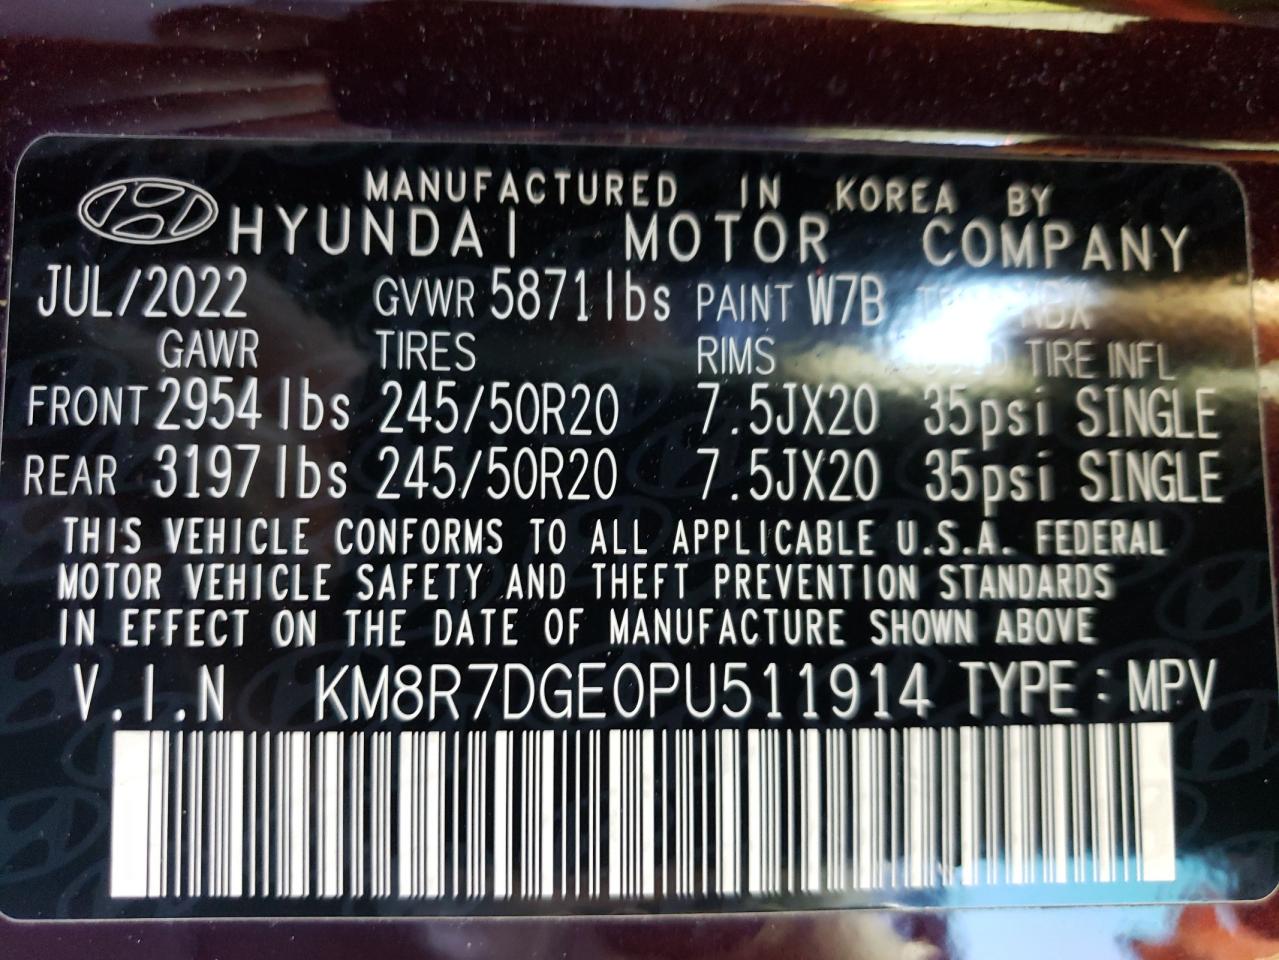 MANUFACTURED IN KOREA BY
HYUNDAI MOTOR COMPANY
JUL/2022 GVWR 5871lbs PAINT W7B
GAWR TIRES RIMS TIRE INFL
FRONT 2954 lbs 245/50R20 7.5JX20 35psi SINGLE
REAR 3197 lbs 245/50R20 7.5JX20 35psi SINGLE
THIS VEHICLE CONFORMS TO ALL APPLICABLE U.S.A. FEDERAL
MOTOR VEHICLE SAFETY AND THEFT PREVENTION STANDARDS
IN EFFECT ON THE DATE OF MANUFACTURE SHOWN ABOVE
V.I.N KM8R7DGE0PU511914 TYPE : MPV